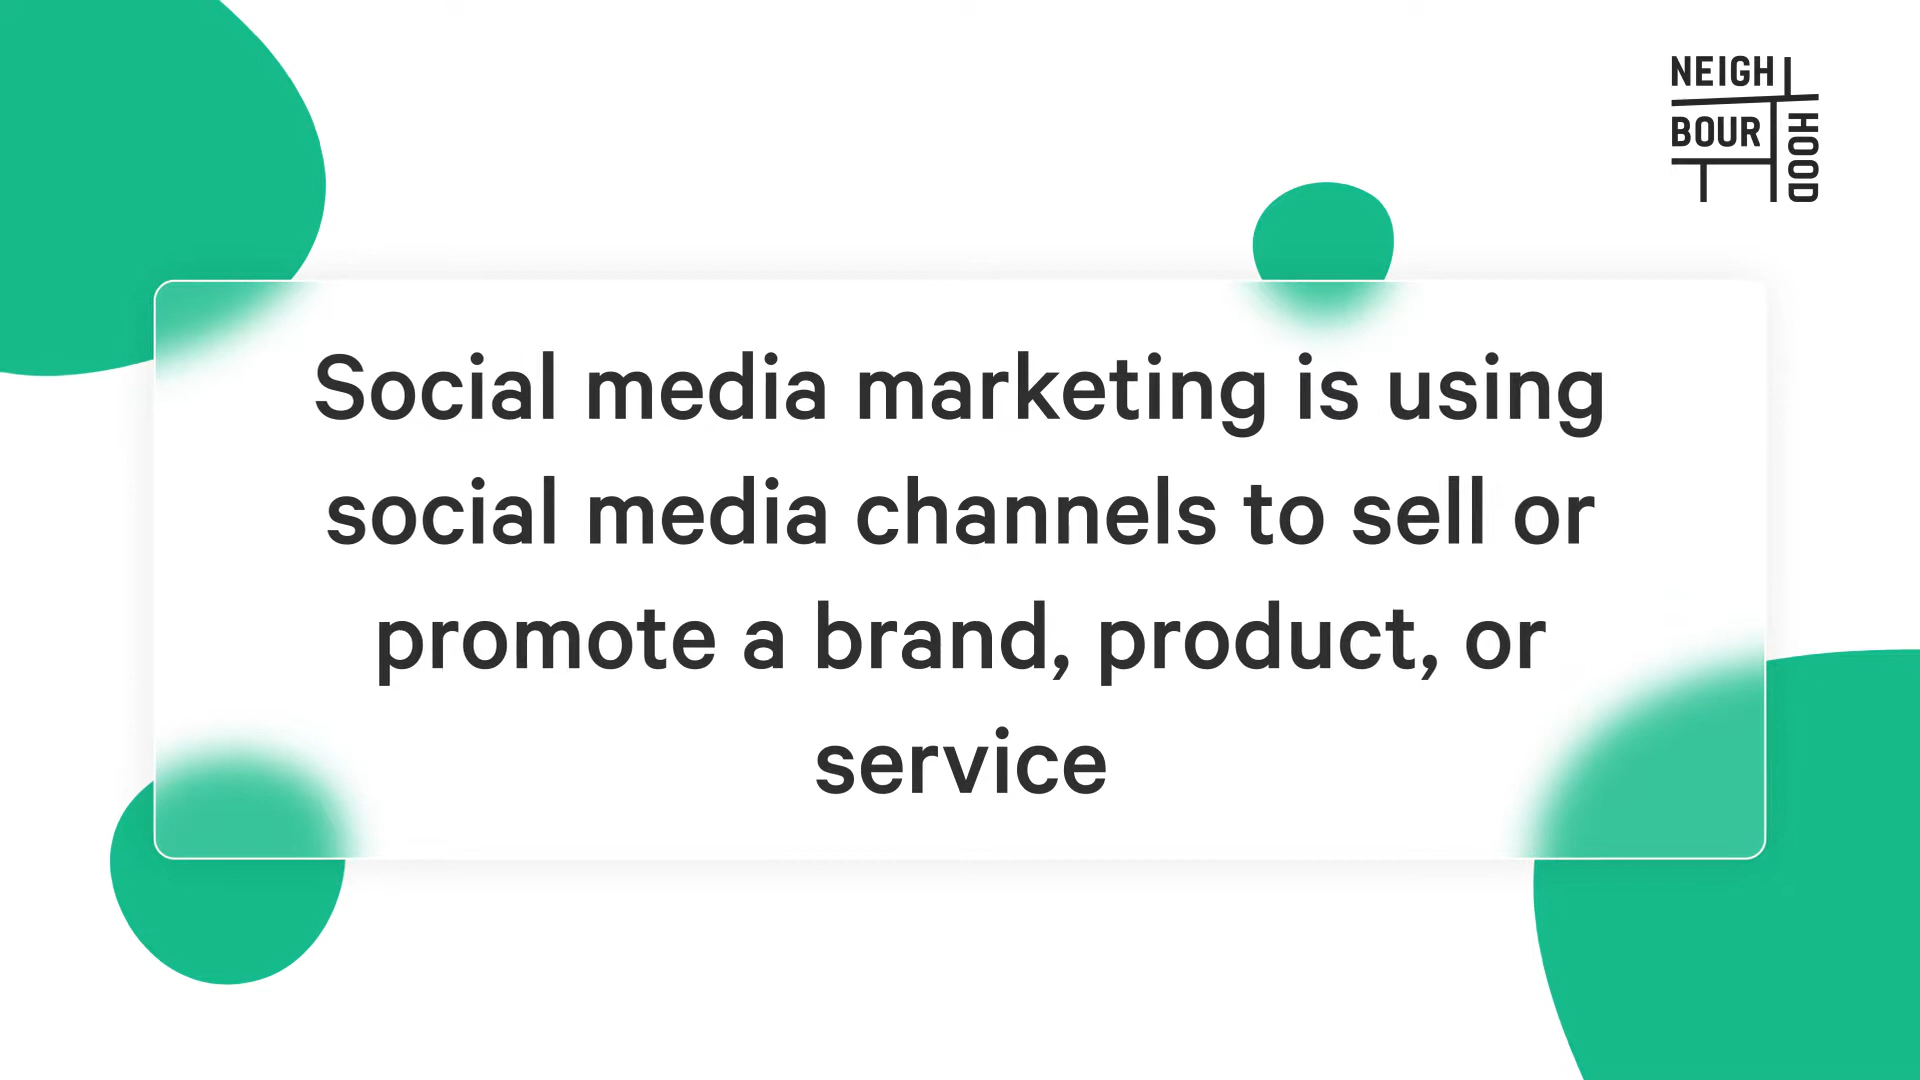 NEIGH
BOUR
HOOD
Social media marketing is using
social media channels to sell or
promote a brand, product, or
service